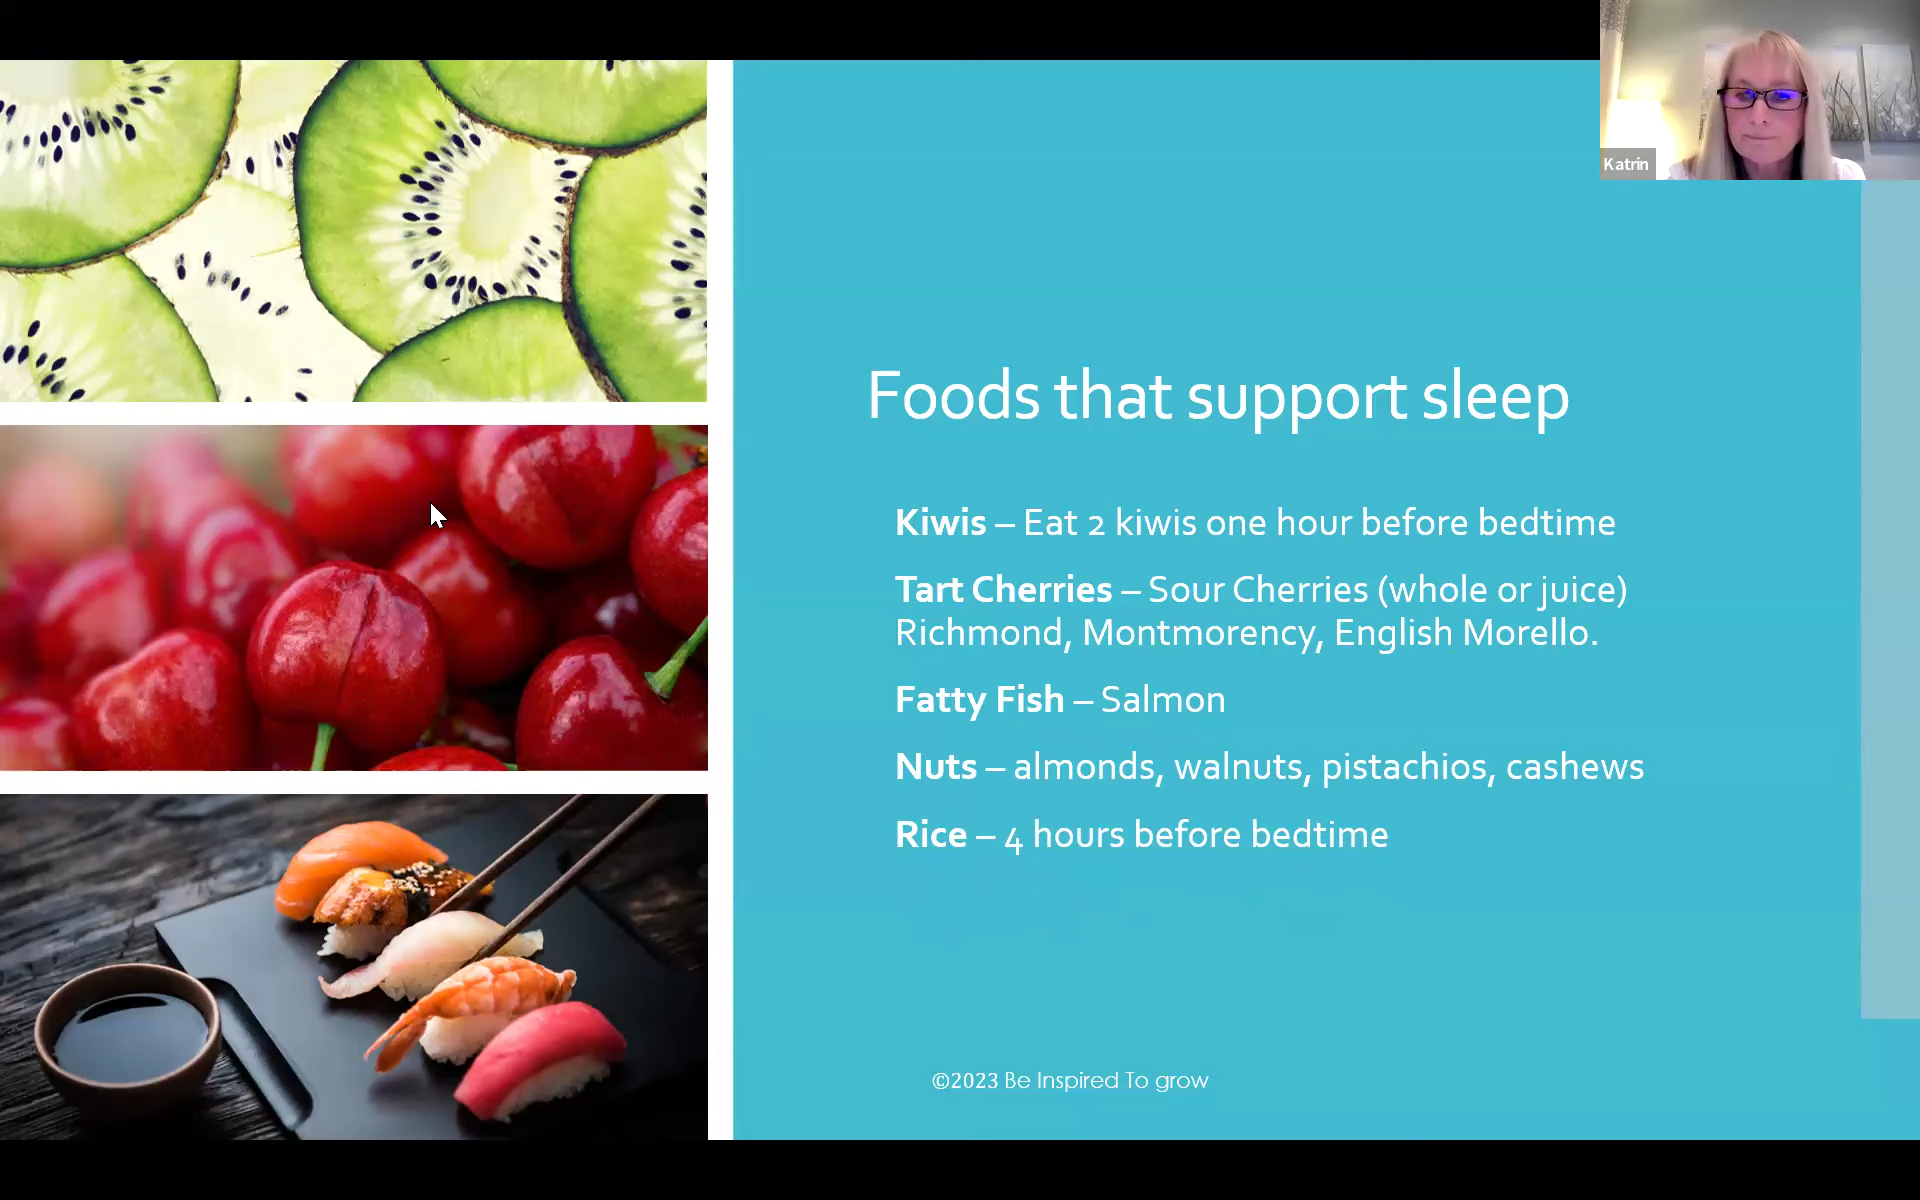 Katrin
Foods that support sleep
Kiwis – Eat 2 kiwis one hour before bedtime
Tart Cherries – Sour Cherries (whole or juice)
Richmond, Montmorency, English Morello.
Fatty Fish – Salmon
Nuts – almonds, walnuts, pistachios, cashews
Rice – 4 hours before bedtime
©2023 Be Inspired To grow